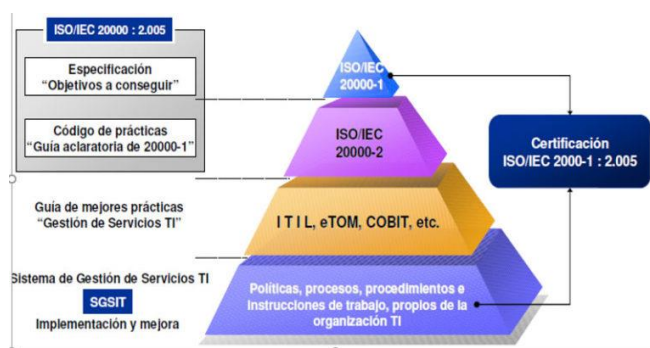 ISO/IEC 20000 : 2.005
Especificación
“Objetivos a conseguir”
Código de prácticas
“Guía aclaratoria de 20000-1”
Guía de mejores prácticas
“Gestión de Servicios TI”
Sistema de Gestión de Servicios TI
SGSIT
Implementación y mejora
ISO/IEC
20000-1
ISO/IEC
20000-2
I T I L, eTOM, COBIT, etc.
Políticas, procesos, procedimientos e
Instrucciones de trabajo, propios de la
organización TI
Certificación
ISO/IEC 2000-1 : 2.005